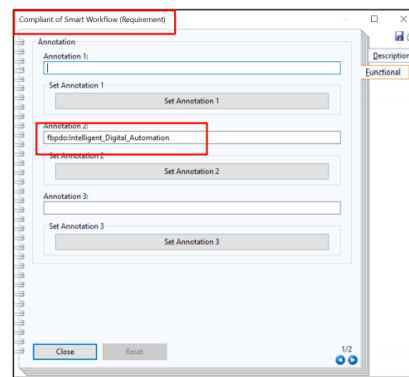 Compliant of Smart Workflow (Requirement)
Description
Functional
Annotation
Annotation 1:
Set Annotation 1
Set Annotation 1
Annotation 2:
fbpdo:Intelligent_Digital_Automation
Set Annotation 2
Set Annotation 2
Annotation 3:
Set Annotation 3
Set Annotation 3
Close
Reset
1/2